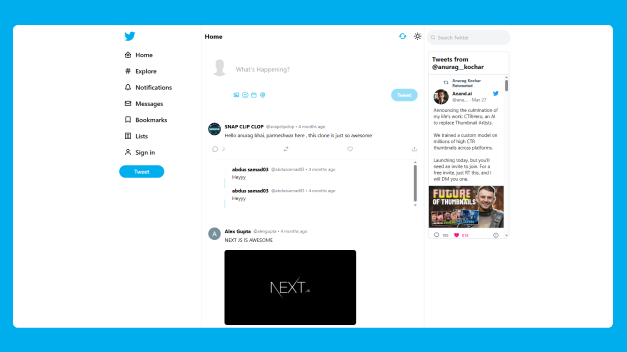 Home
Explore
Notifications
Messages
Bookmarks
Lists
Sign in
Tweet
Home
What's Happening?
Tweet
SNAP CLIP CLOP @snapclipclop • 4 months ago
Hello anurag bhai, parmeshwar here , this clone is just so awesome
abdus samad03 @abdussamad03 • 4 months ago
Heyyy
abdus samad03 @abdussamad03 • 4 months ago
Heyyy
A
Alex Gupta @alexgupta • 4 months ago
NEXT JS IS AWESOME
NEXT.JS
Search Twitter
Tweets from
@anurag__kochar
Anurag Kochar
Retweeted
Anand.ai
@ana... · Mar 27
Announcing the culmination of
my life's work: CTRHero, an AI
to replace Thumbnail Artists.
We trained a custom model on
millions of high CTR
thumbnails across platforms.
Launching today, but you'll
need an invite to join. For a
free invite, just RT this, and I
will DM you one.
FUTURE
OF THUMBNAILS